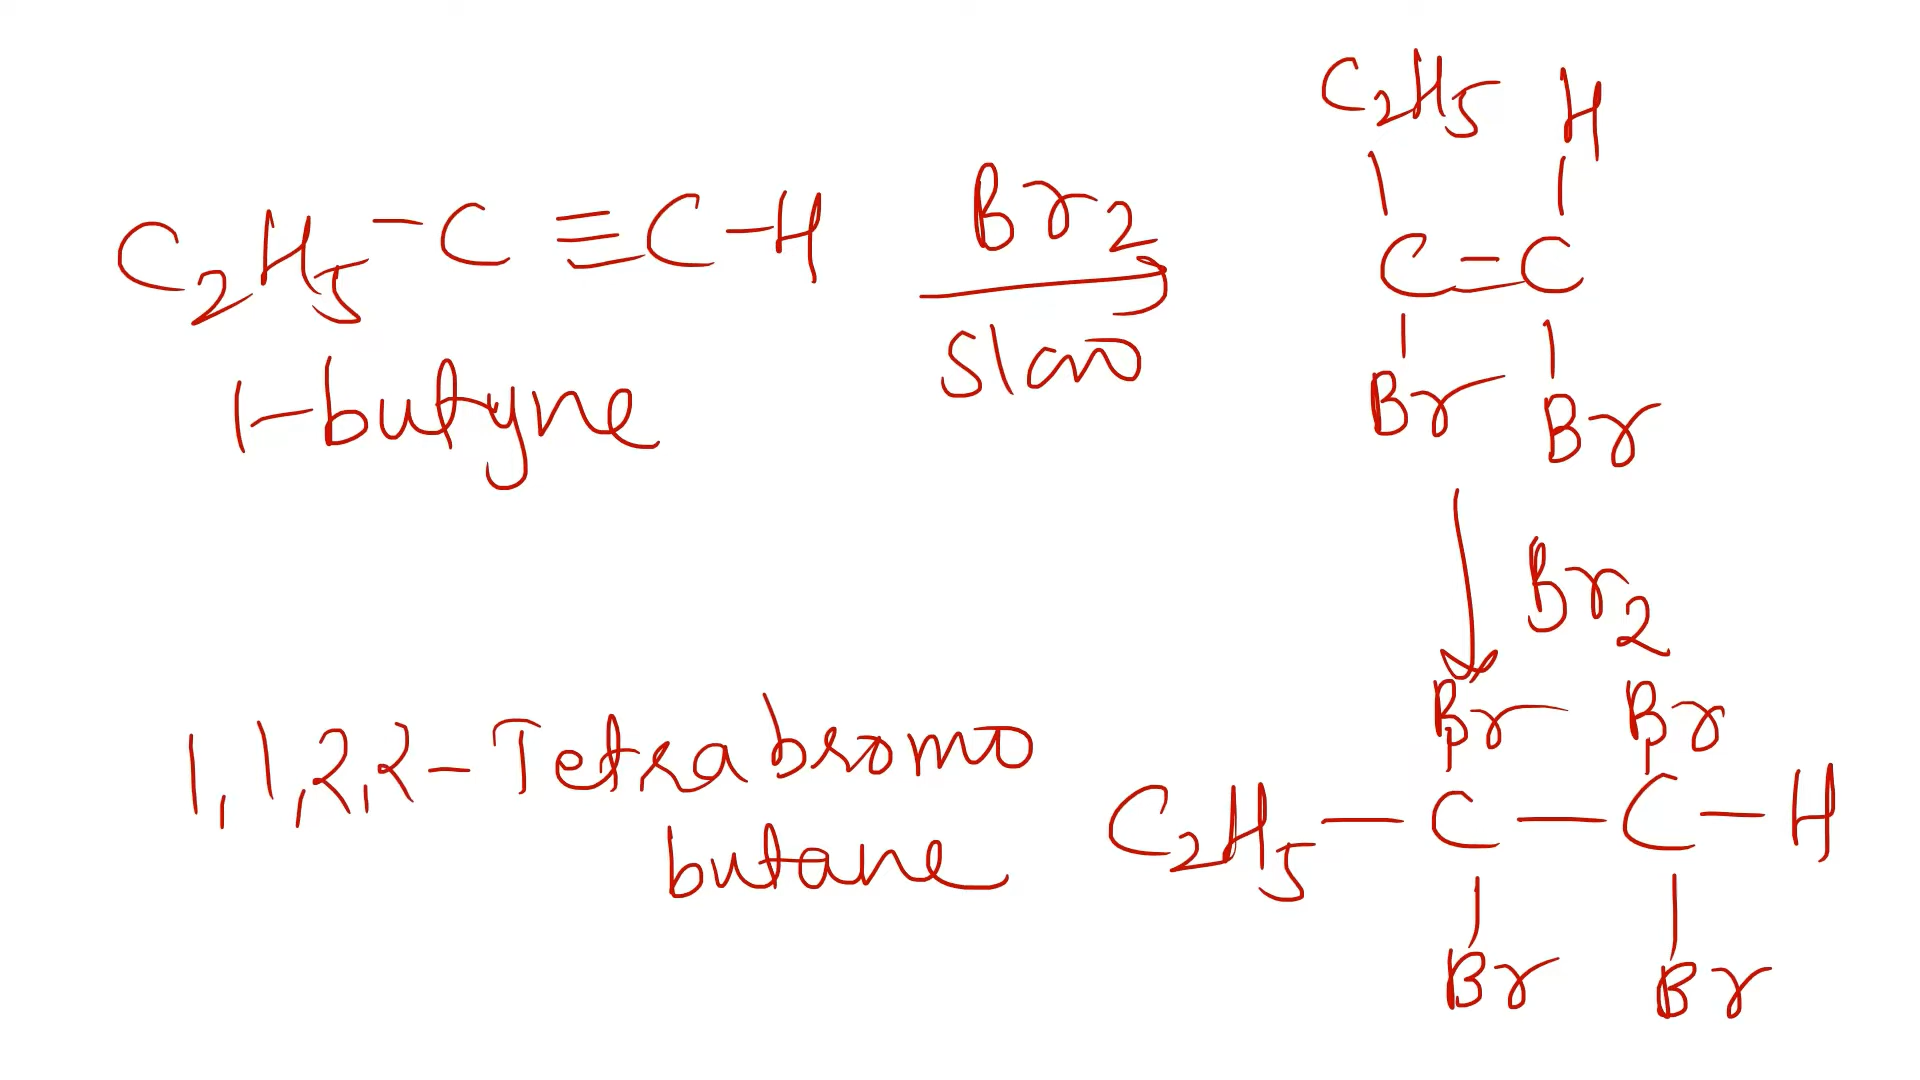 C2H5 H
C2H5-C≡C-H Br2 C=C
slow Br Br
1-butyne
Br2
Br Br
1,1,2,2-Tetrabromo C2H5-C-C-H
butane
Br Br